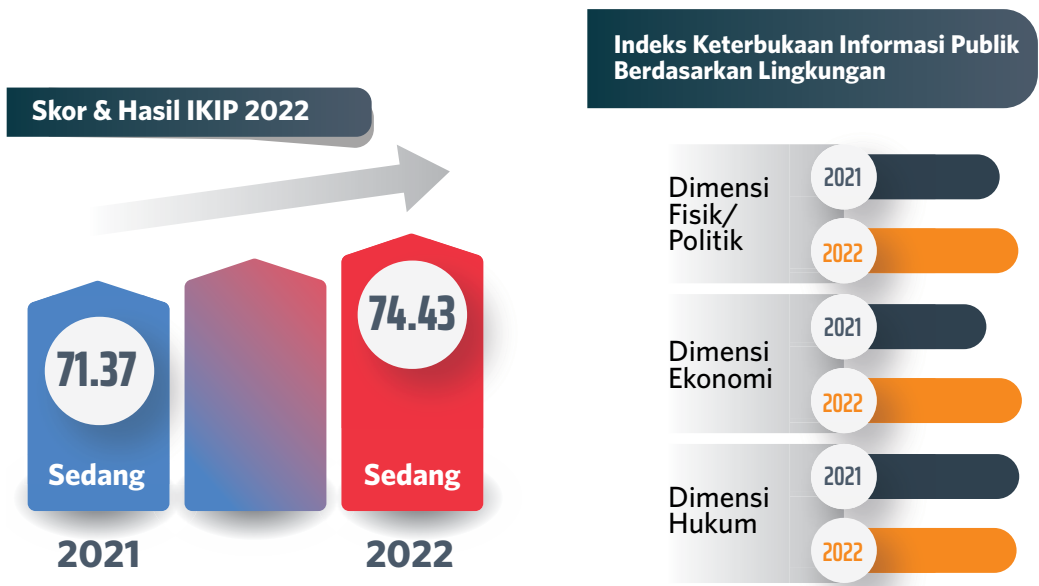 Skor & Hasil IKIP 2022
71.37
Sedang
2021
74.43
Sedang
2022
Indeks Keterbukaan Informasi Publik
Berdasarkan Lingkungan
Dimensi
Fisik/
Politik
2021
2022
Dimensi
Ekonomi
2021
2022
Dimensi
Hukum
2021
2022